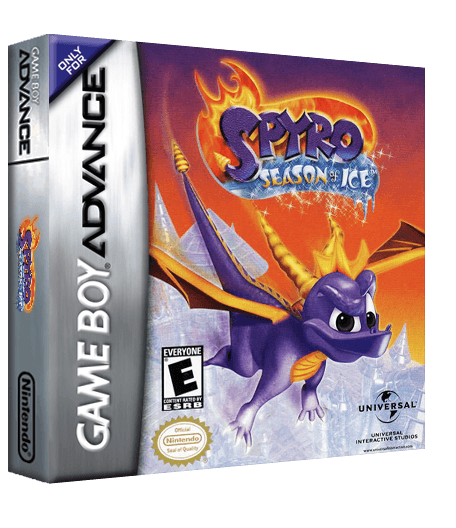 GAME BOY
ADVANCE
Nintendo
ONLY
FOR
GAME BOY ADVANCE
SPYRO
SEASON of ICE™
EVERYONE
E
CONTENT RATED BY
ESRB
Official
Nintendo
Seal of Quality
UNIVERSAL
UNIVERSAL
INTERACTIVE STUDIOS